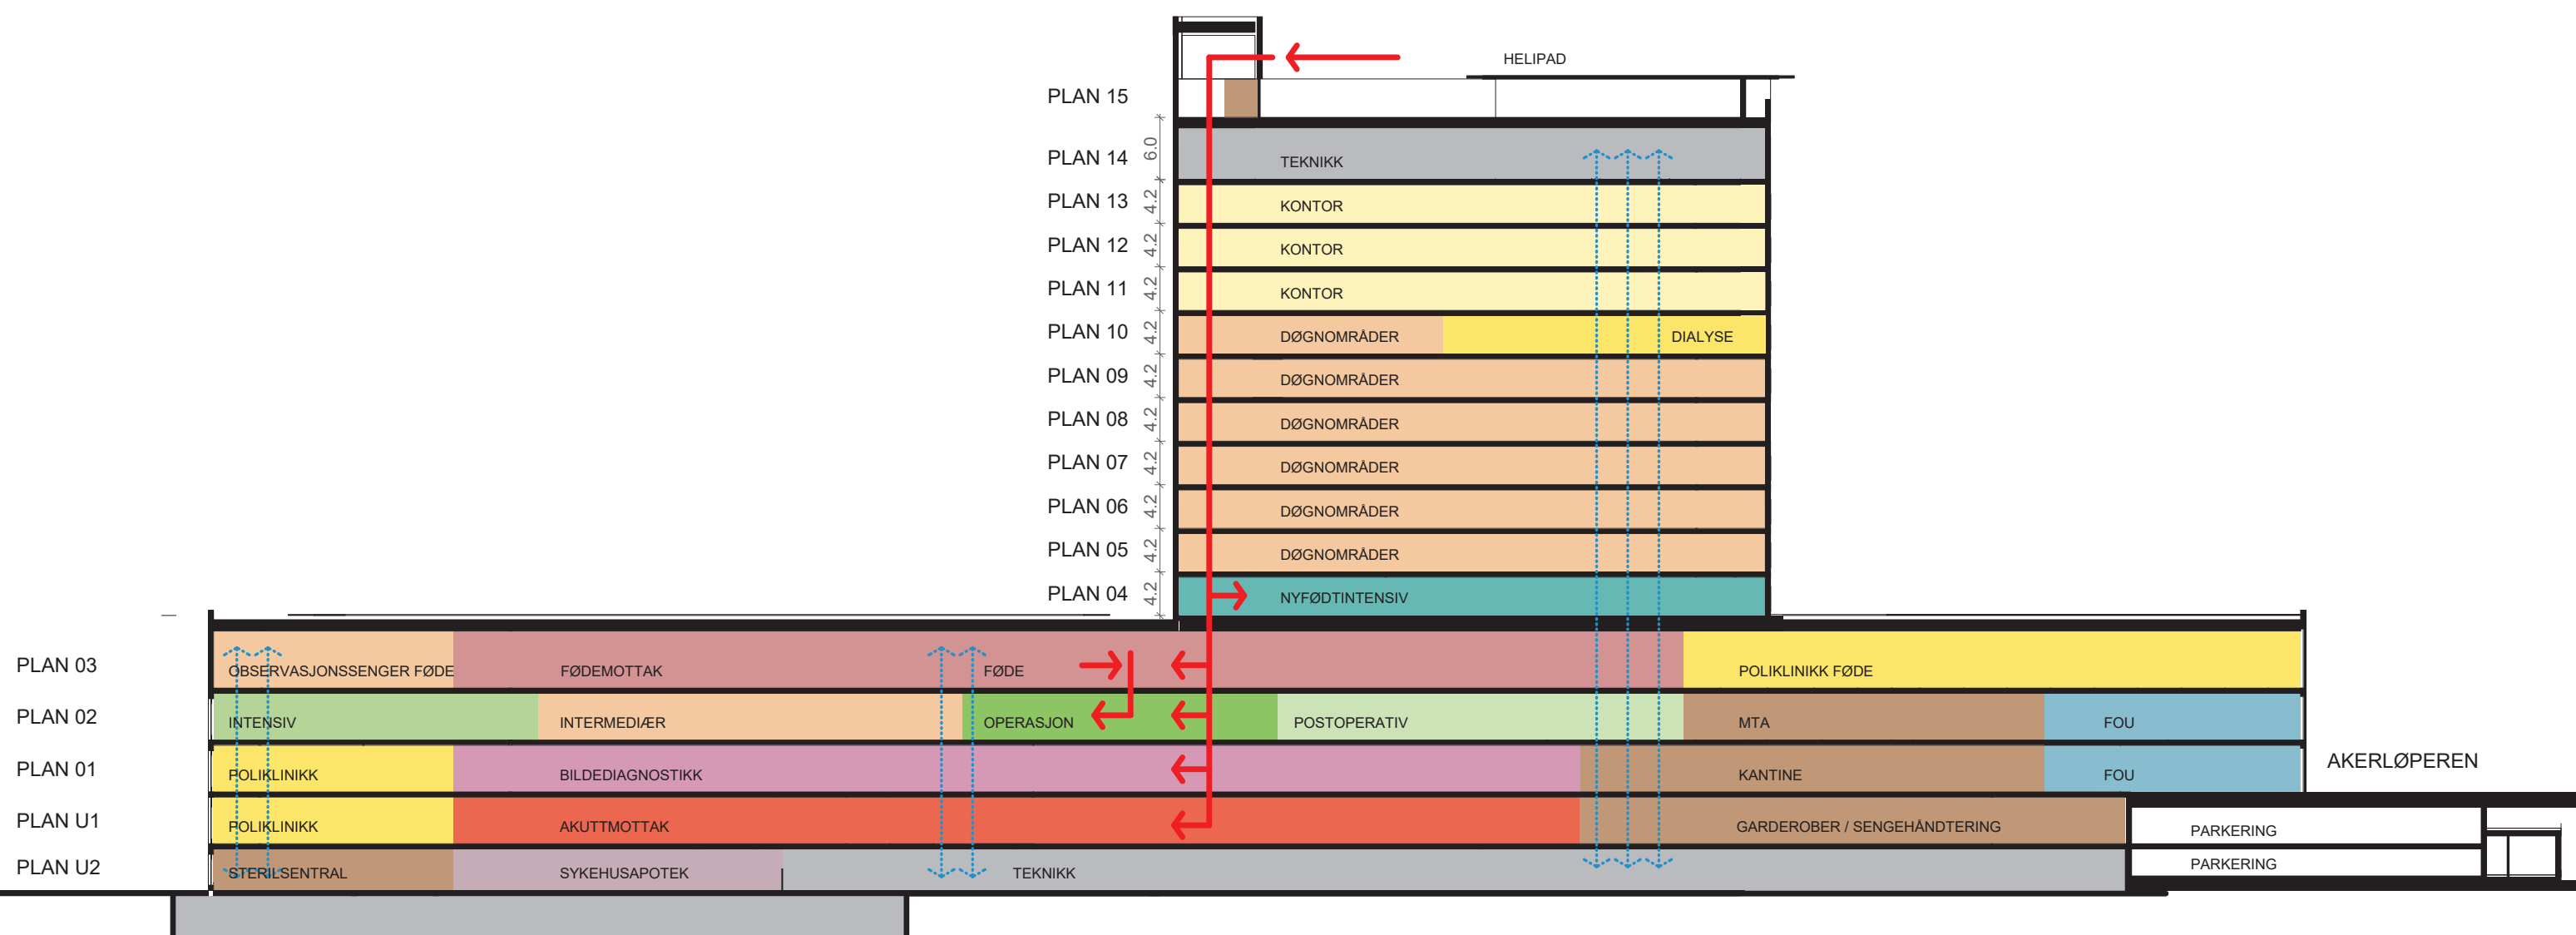 HELIPAD
PLAN 15
PLAN 14 6.0 TEKNIKK
PLAN 13 4.2 KONTOR
PLAN 12 4.2 KONTOR
PLAN 11 4.2 KONTOR
PLAN 10 4.2 DØGNOMRÅDER DIALYSE
PLAN 09 4.2 DØGNOMRÅDER
PLAN 08 4.2 DØGNOMRÅDER
PLAN 07 4.2 DØGNOMRÅDER
PLAN 06 4.2 DØGNOMRÅDER
PLAN 05 4.2 DØGNOMRÅDER
PLAN 04 4.2 NYFØDTINTENSIV
PLAN 03 OBSERVASJONSSENGER FØDE FØDEMOTTAK FØDE POLIKLINIKK FØDE
PLAN 02 INTENSIV INTERMEDIÆR OPERASJON POSTOPERATIV MTA FOU
PLAN 01 POLIKLINIKK BILDEDIAGNOSTIKK KANTINE FOU AKERLØPEREN
PLAN U1 POLIKLINIKK AKUTTMOTTAK GARDEROBER / SENGEHÅNDTERING PARKERING
PLAN U2 STERILSENTRAL SYKEHUSAPOTEK TEKNIKK PARKERING